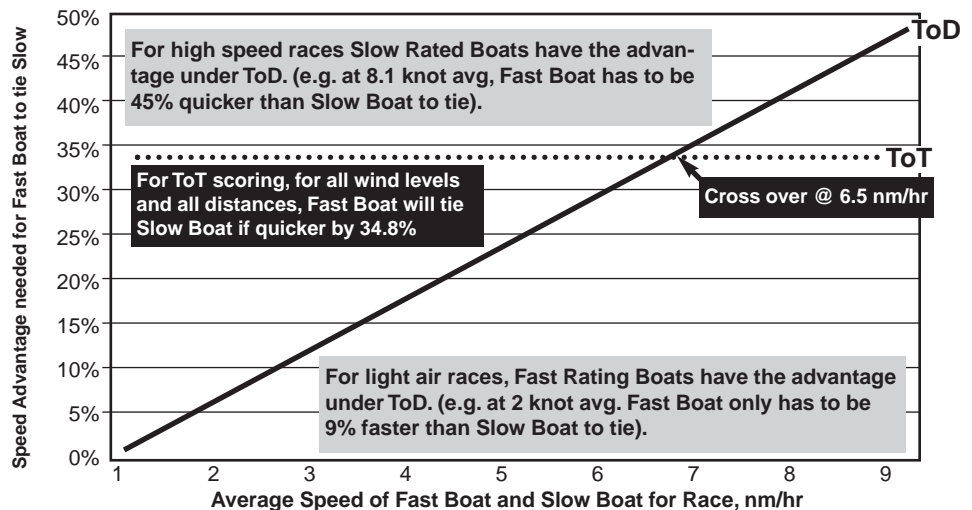 50%
45%
40%
35%
30%
25%
20%
15%
10%
5%
0%
Speed Advantage needed for Fast Boat to tie Slow
For high speed races Slow Rated Boats have the advan-
tage under ToD. (e.g. at 8.1 knot avg, Fast Boat has to be
45% quicker than Slow Boat to tie).
ToD
ToT
For ToT scoring, for all wind levels
and all distances, Fast Boat will tie
Slow Boat if quicker by 34.8%
Cross over @ 6.5 nm/hr
For light air races, Fast Rating Boats have the advantage
under ToD. (e.g. at 2 knot avg. Fast Boat only has to be
9% faster than Slow Boat to tie).
1 2 3 4 5 6 7 8 9
Average Speed of Fast Boat and Slow Boat for Race, nm/hr